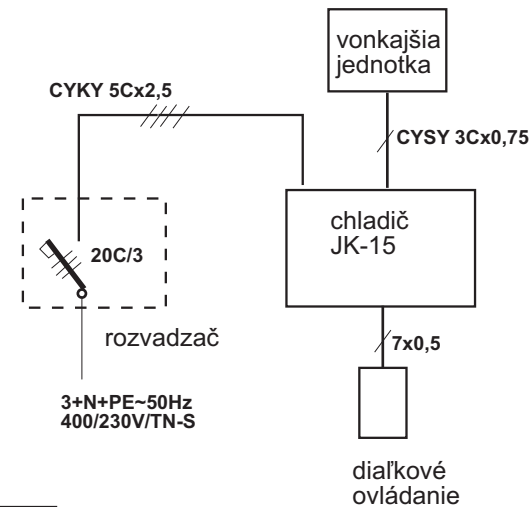 vonkajšia
jednotka
CYKY 5Cx2,5
CYSY 3Cx0,75
chladič
JK-15
20C/3
rozvadzač
7x0,5
3+N+PE~50Hz
400/230V/TN-S
diaľkové
ovládanie